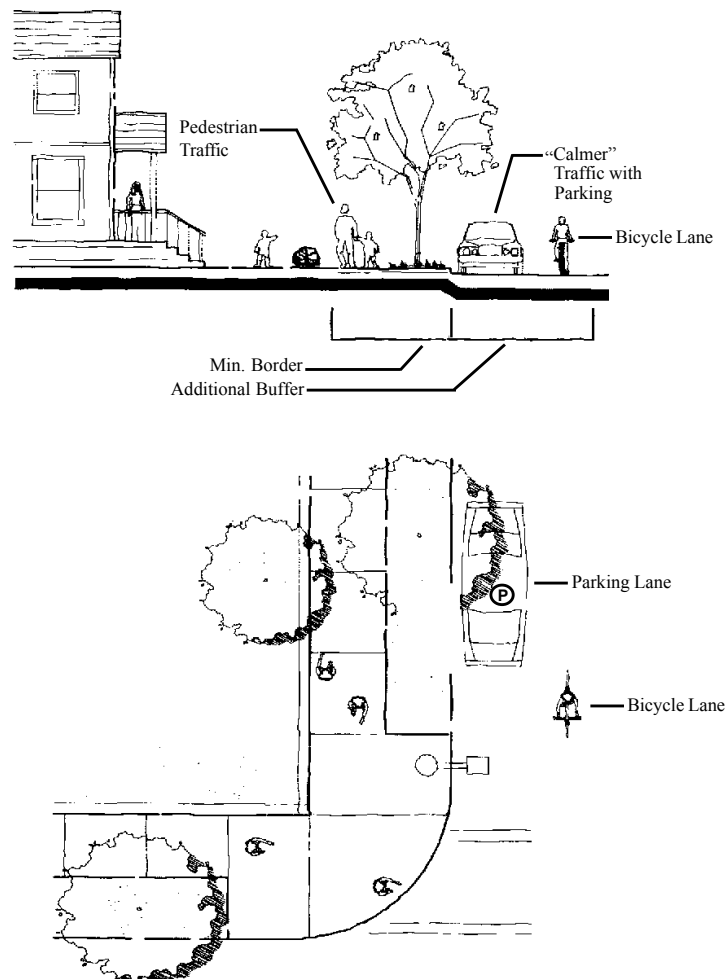 Pedestrian
Traffic
“Calmer”
Traffic with
Parking
Bicycle Lane
Min. Border
Additional Buffer
Parking Lane
P
Bicycle Lane